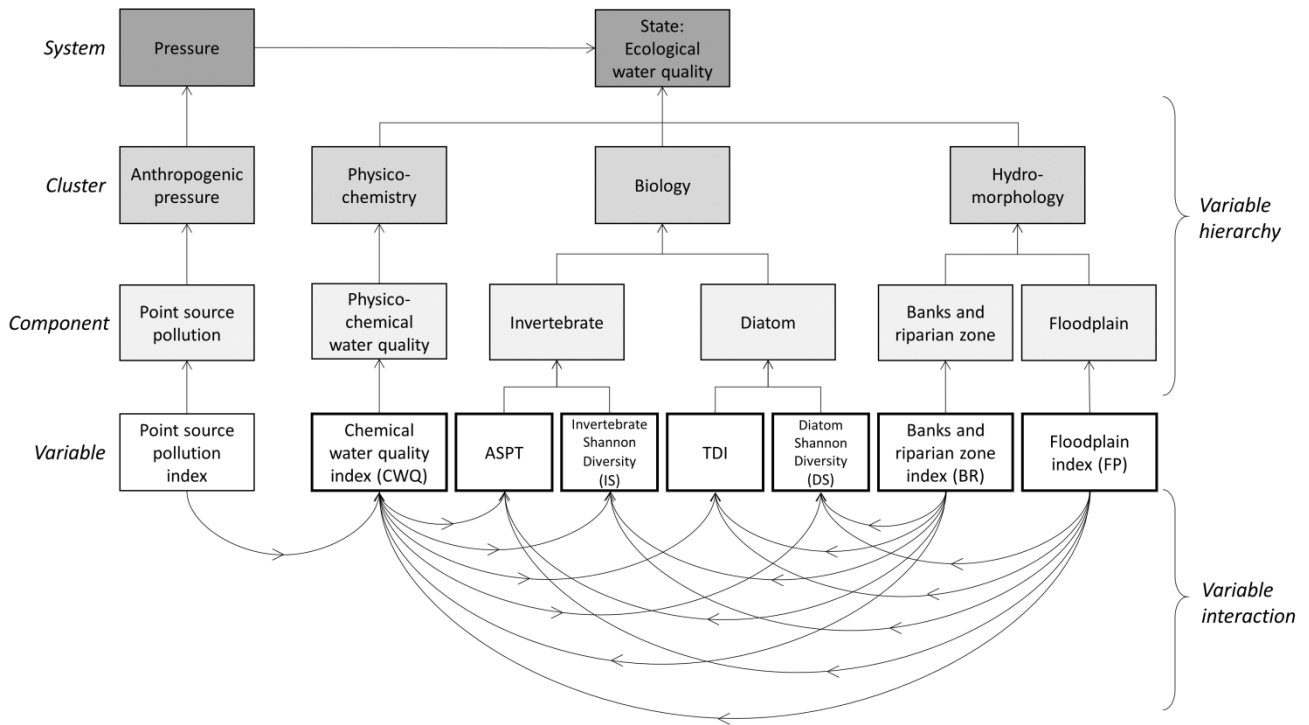 System
Pressure
State:
Ecological
water quality
Cluster
Anthropogenic
pressure
Physico-
chemistry
Biology
Hydro-
morphology
Variable
hierarchy
Component
Point source
pollution
Physico-
chemical
water quality
Invertebrate
Diatom
Banks and
riparian zone
Floodplain
Variable
Point source
pollution
index
Chemical
water quality
index (CWQ)
ASPT
Invertebrate
Shannon
Diversity
(IS)
TDI
Diatom
Shannon
Diversity
(DS)
Banks and
riparian zone
index (BR)
Floodplain
index (FP)
Variable
interaction